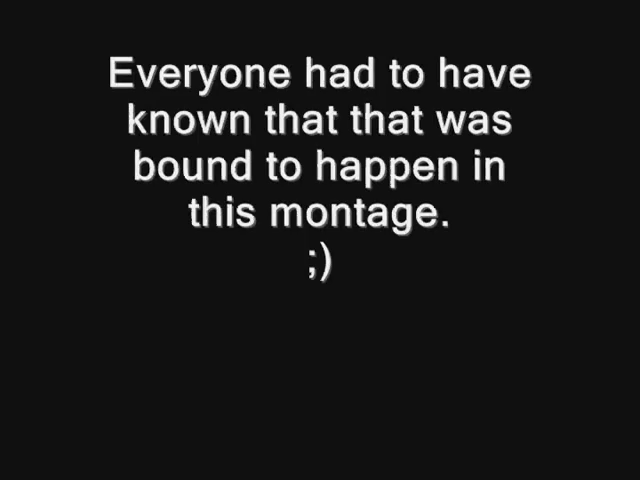 Everyone had to have
known that that was
bound to happen in
this montage.
;)